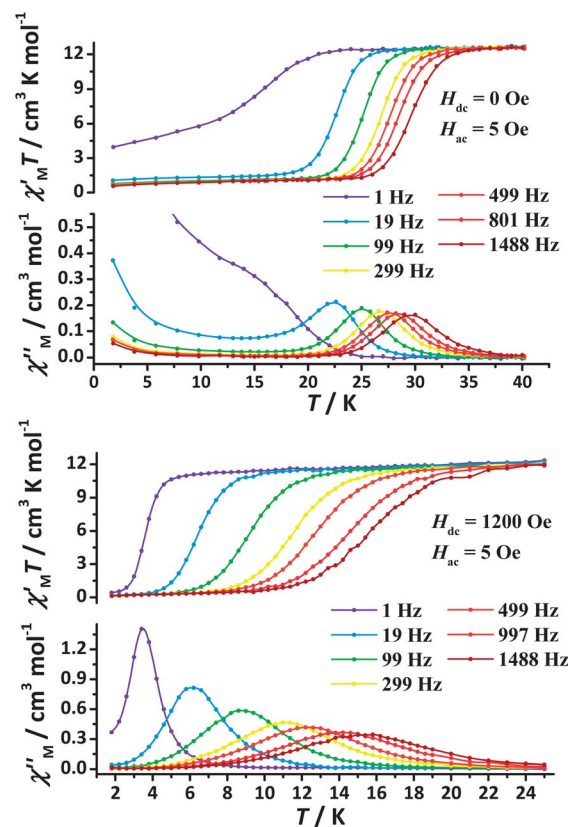 12
9
6
3
0
χ'M T / cm³ K mol⁻¹
Hdc = 0 Oe
Hac = 5 Oe
0.5
0.4
0.3
0.2
0.1
0.0
χ''M / cm³ mol⁻¹
1 Hz
19 Hz
99 Hz
299 Hz
499 Hz
801 Hz
1488 Hz
0 5 10 15 20 25 30 35 40
T / K
12
9
6
3
0
χ'M T / cm³ K mol⁻¹
Hdc = 1200 Oe
Hac = 5 Oe
1.5
1.2
0.9
0.6
0.3
0.0
χ''M / cm³ mol⁻¹
1 Hz
19 Hz
99 Hz
299 Hz
499 Hz
997 Hz
1488 Hz
2 4 6 8 10 12 14 16 18 20 22 24
T / K